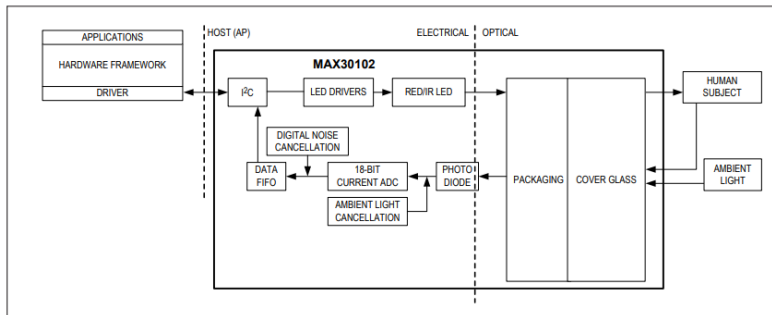 APPLICATIONS
HARDWARE FRAMEWORK
DRIVER
HOST (AP)
ELECTRICAL
OPTICAL
MAX30102
I²C
LED DRIVERS
RED/IR LED
DIGITAL NOISE
CANCELLATION
DATA
FIFO
18-BIT
CURRENT ADC
PHOTO
DIODE
AMBIENT LIGHT
CANCELLATION
PACKAGING
COVER GLASS
HUMAN
SUBJECT
AMBIENT
LIGHT